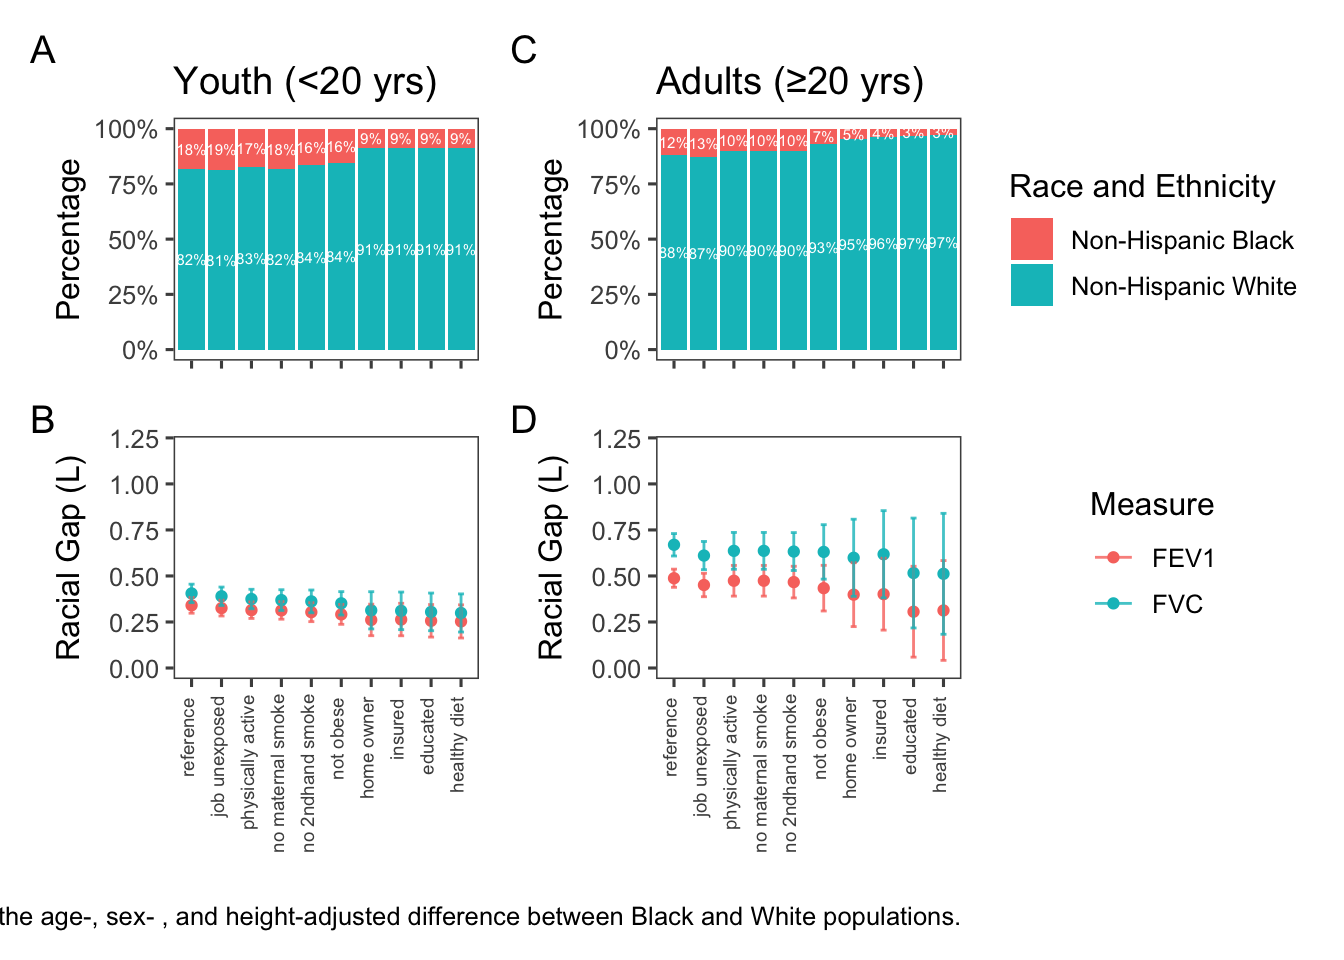 A
Youth (<20 yrs)
Percentage
100%
75%
50%
25%
0%
18% 19% 17% 18% 16% 16% 9% 9% 9% 9%
82% 81% 83% 82% 84% 84% 91% 91% 91% 91%
C
Adults (≥20 yrs)
Percentage
100%
75%
50%
25%
0%
12% 13% 10% 10% 10% 7% 5% 4% 3% 3%
88% 87% 90% 90% 90% 93% 95% 96% 97% 97%
Race and Ethnicity
Non-Hispanic Black
Non-Hispanic White
B
Racial Gap (L)
1.25
1.00
0.75
0.50
0.25
0.00
reference
job unexposed
physically active
no maternal smoke
no 2ndhand smoke
not obese
home owner
insured
educated
healthy diet
D
Racial Gap (L)
1.25
1.00
0.75
0.50
0.25
0.00
reference
job unexposed
physically active
no maternal smoke
no 2ndhand smoke
not obese
home owner
insured
educated
healthy diet
Measure
FEV1
FVC
the age-, sex- , and height-adjusted difference between Black and White populations.